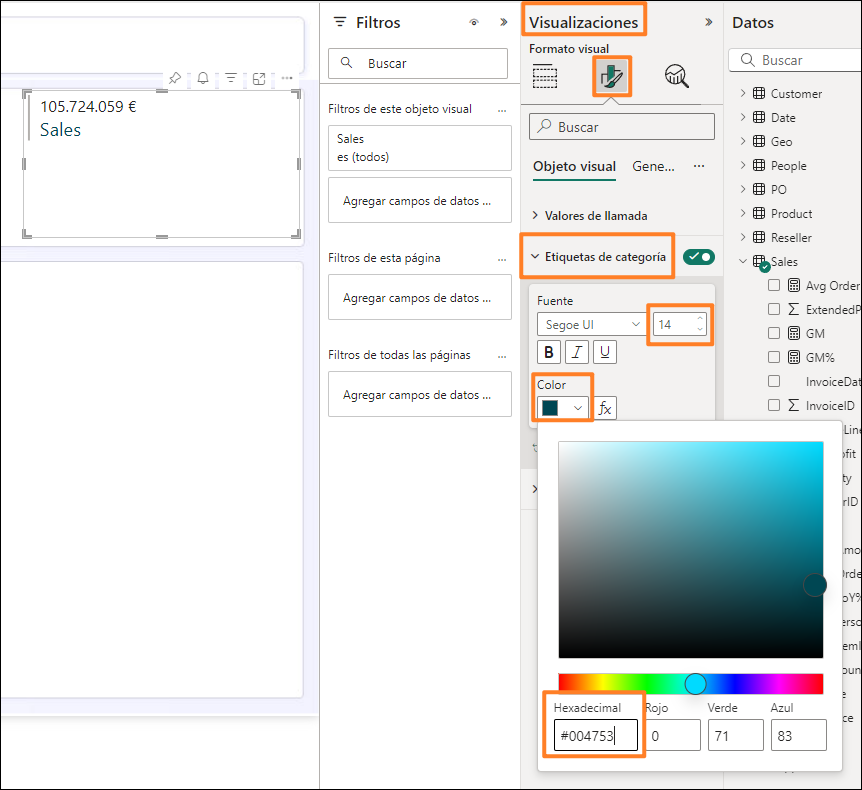 105.724.059 €
Sales
Filtros
Buscar
Filtros de este objeto visual
...
Sales
es (todos)
Agregar campos de datos ...
Filtros de esta página
...
Agregar campos de datos ...
Filtros de todas las páginas
...
Agregar campos de datos ...
Visualizaciones
Formato visual
Buscar
Objeto visual
Gene...
Valores de llamada
Etiquetas de categoría
Fuente
Segoe UI
14
B
I
U
Color
fx
Hexadecimal
Rojo
Verde
Azul
#004753
0
71
83
Datos
Buscar
Customer
Date
Geo
People
PO
Product
Reseller
Sales
Avg Order
ExtendedP
GM
GM%
InvoiceDat
InvoiceID